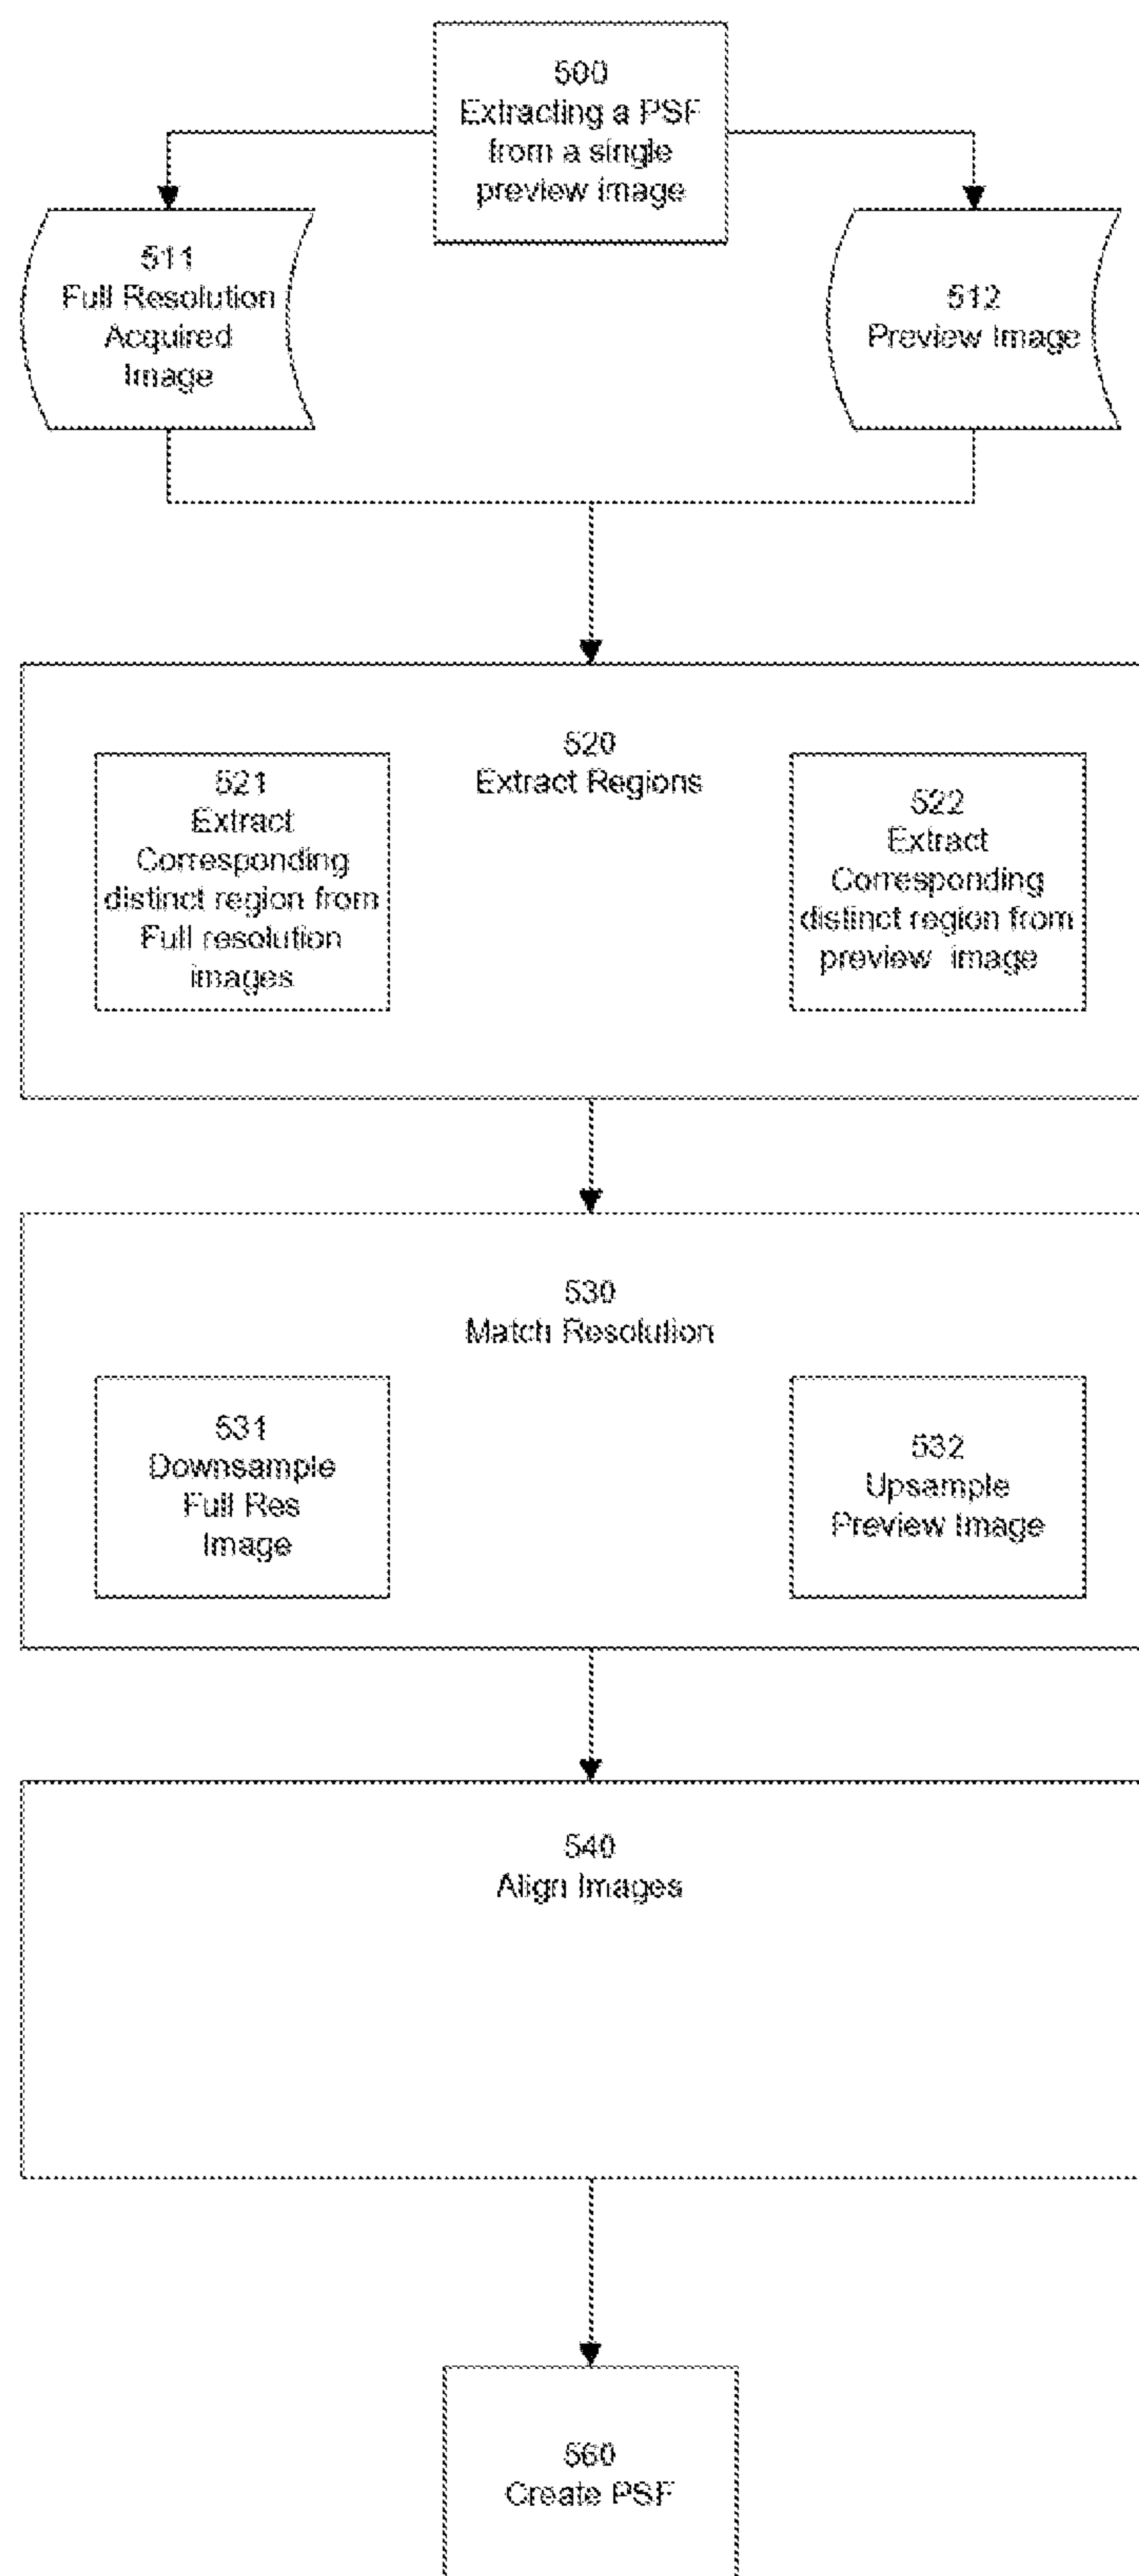 500
Extracting a PSF
from a single
preview image
511
Full Resolution
Acquired
Image
512
Preview Image
520
Extract Regions
521
Extract
Corresponding
distinct region from
Full resolution
images
522
Extract
Corresponding
distinct region from
preview image
530
Match Resolution
531
Downsample
Full Res
Image
532
Upsample
Preview Image
540
Align Images
560
Create PSF